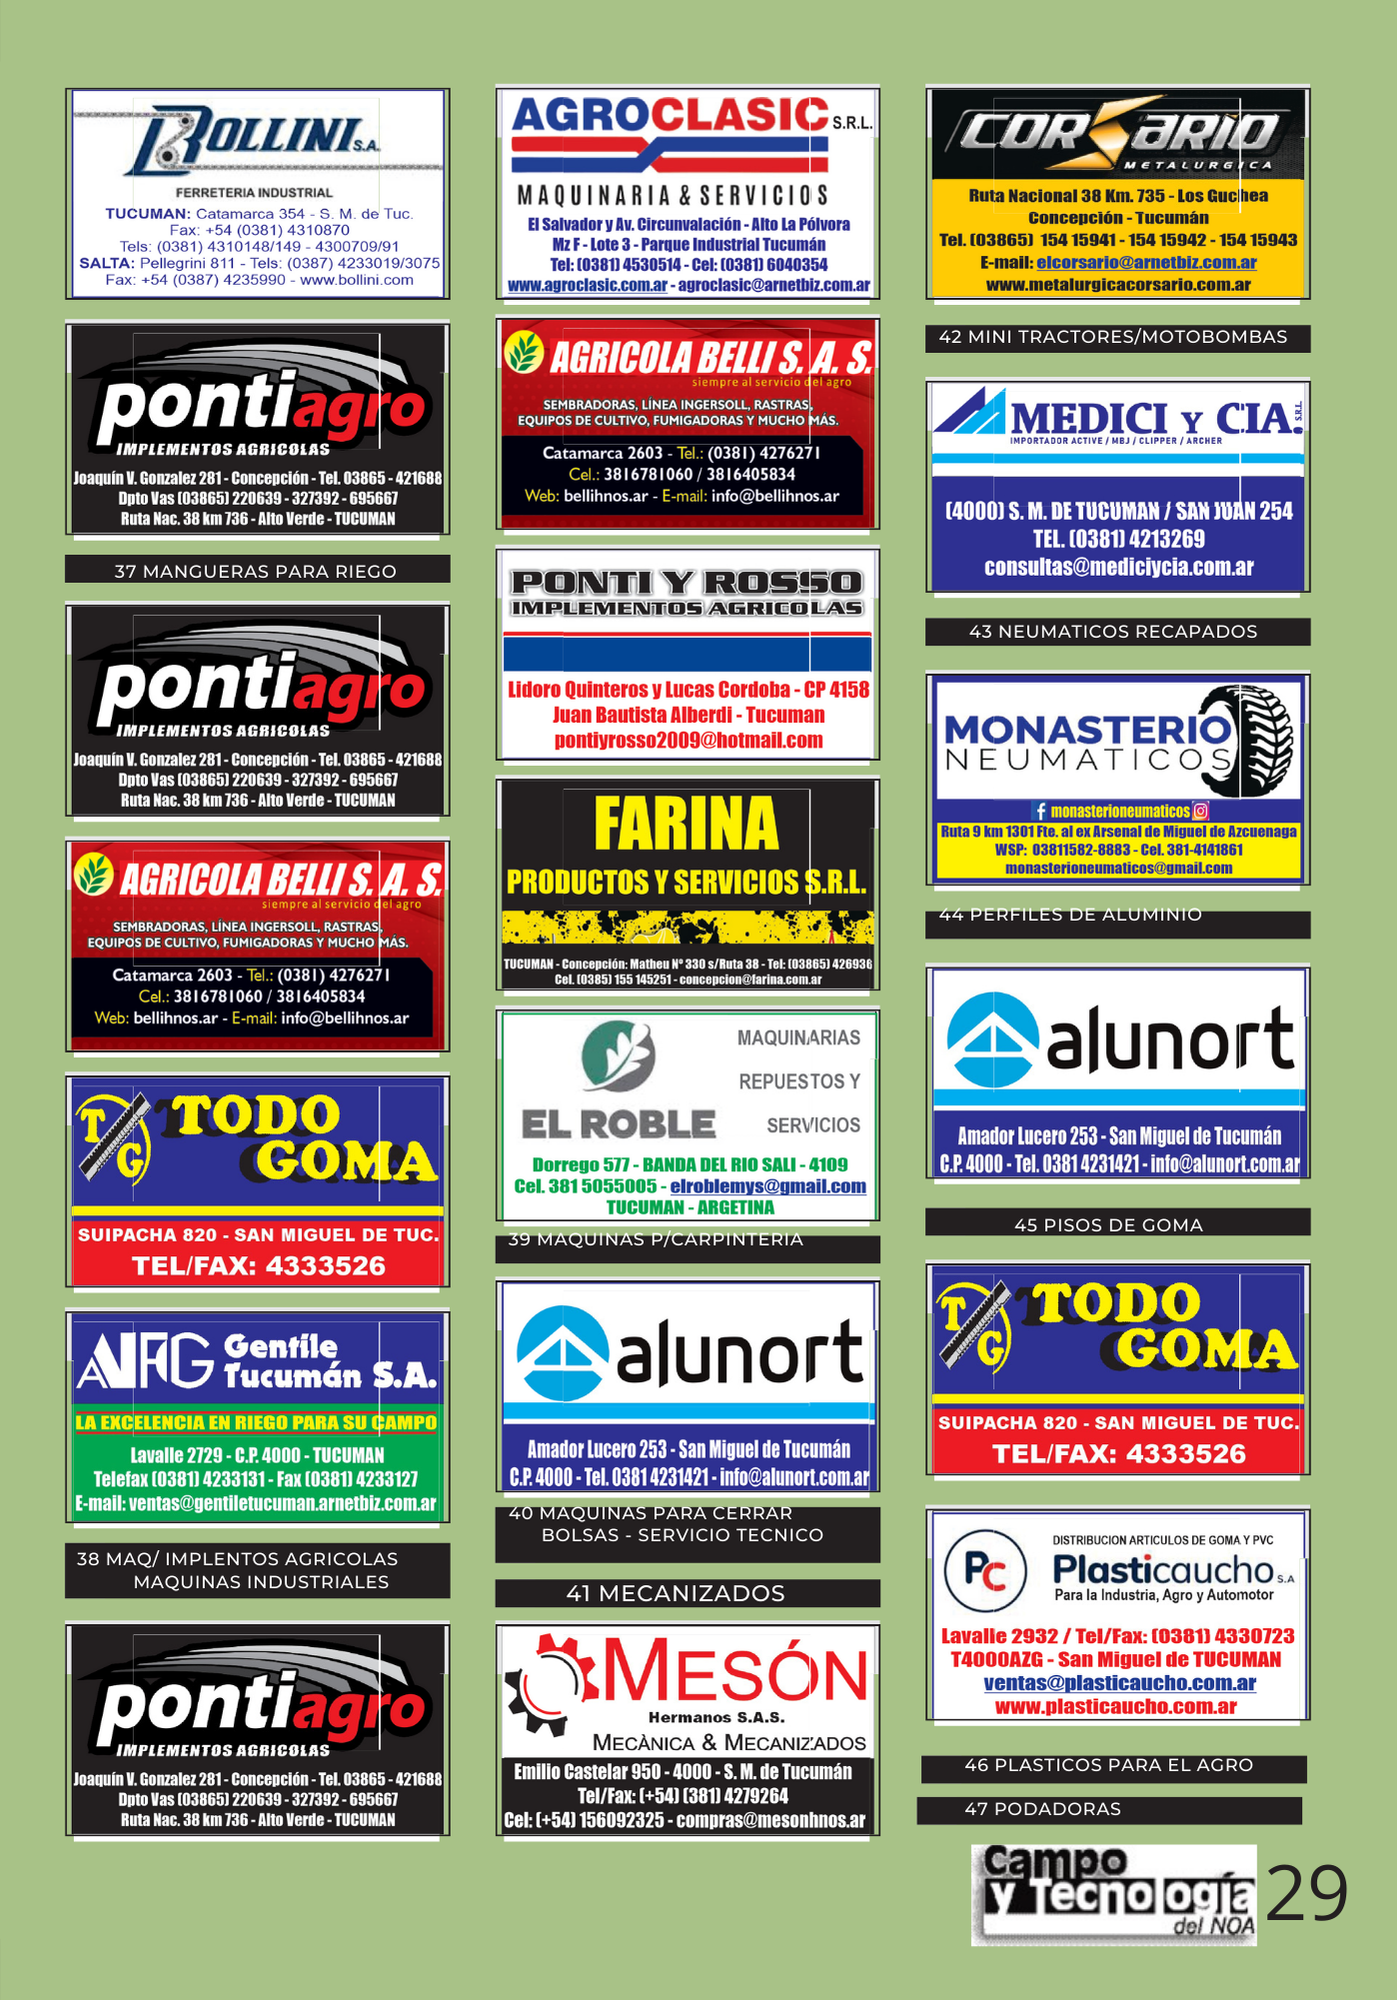 BOLLINI S.A.
FERRETERIA INDUSTRIAL
TUCUMAN: Catamarca 354 - S. M. de Tuc.
Fax: +54 (0381) 4310870
Tels: (0381) 4310148/149 - 4300709/91
SALTA: Pellegrini 811 - Tels: (0387) 4233019/3075
Fax: +54 (0387) 4235990 - www.bollini.com
pontiagro
IMPLEMENTOS AGRICOLAS
Joaquín V. Gonzalez 281 - Concepción - Tel. 03865 - 421688
Dpto Vas (03865) 220639 - 327392 - 695667
Ruta Nac. 38 km 736 - Alto Verde - TUCUMAN
37 MANGUERAS PARA RIEGO
pontiagro
IMPLEMENTOS AGRICOLAS
Joaquín V. Gonzalez 281 - Concepción - Tel. 03865 - 421688
Dpto Vas (03865) 220639 - 327392 - 695667
Ruta Nac. 38 km 736 - Alto Verde - TUCUMAN
AGRICOLA BELLI S. A. S.
siempre al servicio del agro
SEMBRADORAS, LÍNEA INGERSOLL, RASTRAS,
EQUIPOS DE CULTIVO, FUMIGADORAS Y MUCHO MÁS.
Catamarca 2603 - Tel.: (0381) 4276271
Cel.: 3816781060 / 3816405834
Web: bellihnos.ar - E-mail: info@bellihnos.ar
TG TODO
GOMA
SUIPACHA 820 - SAN MIGUEL DE TUC.
TEL/FAX: 4333526
AVFG Gentile
Tucumán S.A.
LA EXCELENCIA EN RIEGO PARA SU CAMPO
Lavalle 2729 - C.P. 4000 - TUCUMAN
Telefax (0381) 4233131 - Fax (0381) 4233127
E-mail: ventas@gentiletucuman.arnetbiz.com.ar
38 MAQ/ IMPLENTOS AGRICOLAS
MAQUINAS INDUSTRIALES
pontiagro
IMPLEMENTOS AGRICOLAS
Joaquín V. Gonzalez 281 - Concepción - Tel. 03865 - 421688
Dpto Vas (03865) 220639 - 327392 - 695667
Ruta Nac. 38 km 736 - Alto Verde - TUCUMAN
AGROCLASIC S.R.L.
MAQUINARIA & SERVICIOS
El Salvador y Av. Circunvalación - Alto La Pólvora
Mz F - Lote 3 - Parque Industrial Tucumán
Tel: (0381) 4530514 - Cel: (0381) 6040354
www.agroclasic.com.ar - agroclasic@arnetbiz.com.ar
AGRICOLA BELLI S. A. S.
siempre al servicio del agro
SEMBRADORAS, LÍNEA INGERSOLL, RASTRAS,
EQUIPOS DE CULTIVO, FUMIGADORAS Y MUCHO MÁS.
Catamarca 2603 - Tel.: (0381) 4276271
Cel.: 3816781060 / 3816405834
Web: bellihnos.ar - E-mail: info@bellihnos.ar
PONTI Y ROSSO
IMPLEMENTOS AGRICOLAS
Lidoro Quinteros y Lucas Cordoba - CP 4158
Juan Bautista Alberdi - Tucuman
pontiyrosso2009@hotmail.com
FARINA
PRODUCTOS Y SERVICIOS S.R.L.
TUCUMAN - Concepción: Matheu Nº 330 s/Ruta 38 - Tel: (03865) 426936
Cel. (0385) 155 145251 - concepcion@farina.com.ar
MAQUINARIAS
REPUESTOS Y
EL ROBLE SERVICIOS
Dorrego 577 - BANDA DEL RIO SALI - 4109
Cel. 381 5055005 - elroblemys@gmail.com
TUCUMAN - ARGETINA
39 MAQUINAS P/CARPINTERIA
alunort
Amador Lucero 253 - San Miguel de Tucumán
C.P. 4000 - Tel. 0381 4231421 - info@alunort.com.ar
40 MAQUINAS PARA CERRAR
BOLSAS - SERVICIO TECNICO
41 MECANIZADOS
MESÓN
Hermanos S.A.S.
MECÀNICA & MECANIZADOS
Emilio Castelar 950 - 4000 - S. M. de Tucumán
Tel/Fax: (+54) (381) 4279264
Cel: (+54) 156092325 - compras@mesonhnos.ar
CORSARIO
METALURGICA
Ruta Nacional 38 Km. 735 - Los Guchea
Concepción - Tucumán
Tel. (03865) 154 15941 - 154 15942 - 154 15943
E-mail: elcorsario@arnetbiz.com.ar
www.metalurgicacorsario.com.ar
42 MINI TRACTORES/MOTOBOMBAS
MEDICI Y CIA. S.R.L.
IMPORTADOR ACTIVE / MBJ / CLIPPER / ARCHER
(4000) S. M. DE TUCUMAN / SAN JUAN 254
TEL. (0381) 4213269
consultas@mediciycia.com.ar
43 NEUMATICOS RECAPADOS
MONASTERIO
NEUMATICOS
monasterioneumaticos
Ruta 9 km 1301 Fte. al ex Arsenal de Miguel de Azcuenaga
WSP: 03811582-8883 - Cel. 381-4141861
monasterioneumaticos@gmail.com
44 PERFILES DE ALUMINIO
alunort
Amador Lucero 253 - San Miguel de Tucumán
C.P. 4000 - Tel. 0381 4231421 - info@alunort.com.ar
45 PISOS DE GOMA
TG TODO
GOMA
SUIPACHA 820 - SAN MIGUEL DE TUC.
TEL/FAX: 4333526
DISTRIBUCION ARTICULOS DE GOMA Y PVC
PC Plasticaucho S.A
Para la Industria, Agro y Automotor
Lavalle 2932 / Tel/Fax: (0381) 4330723
T4000AZG - San Miguel de TUCUMAN
ventas@plasticaucho.com.ar
www.plasticaucho.com.ar
46 PLASTICOS PARA EL AGRO
47 PODADORAS
Campo
y Tecnología
del NOA
29